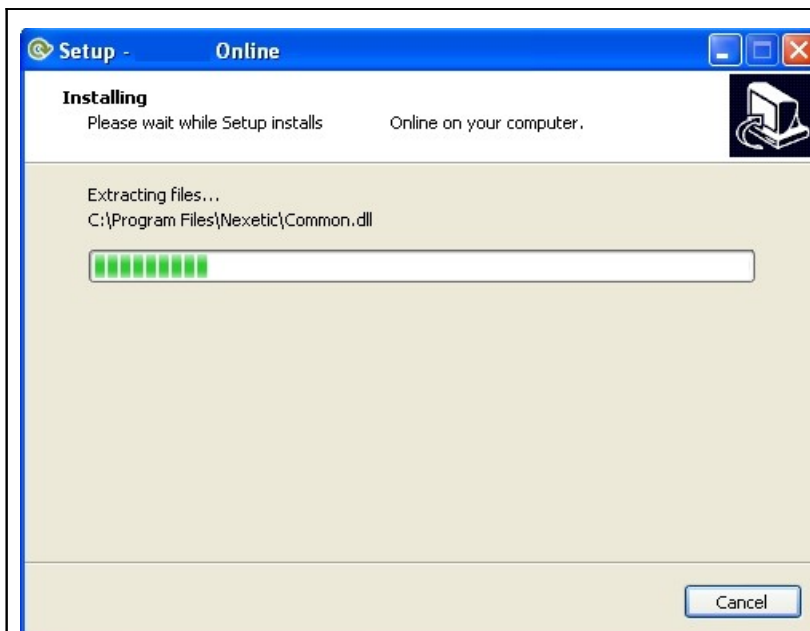 Setup - Online
Installing
Please wait while Setup installs Online on your computer.
Extracting files...
C:\Program Files\Nexetic\Common.dll
Cancel